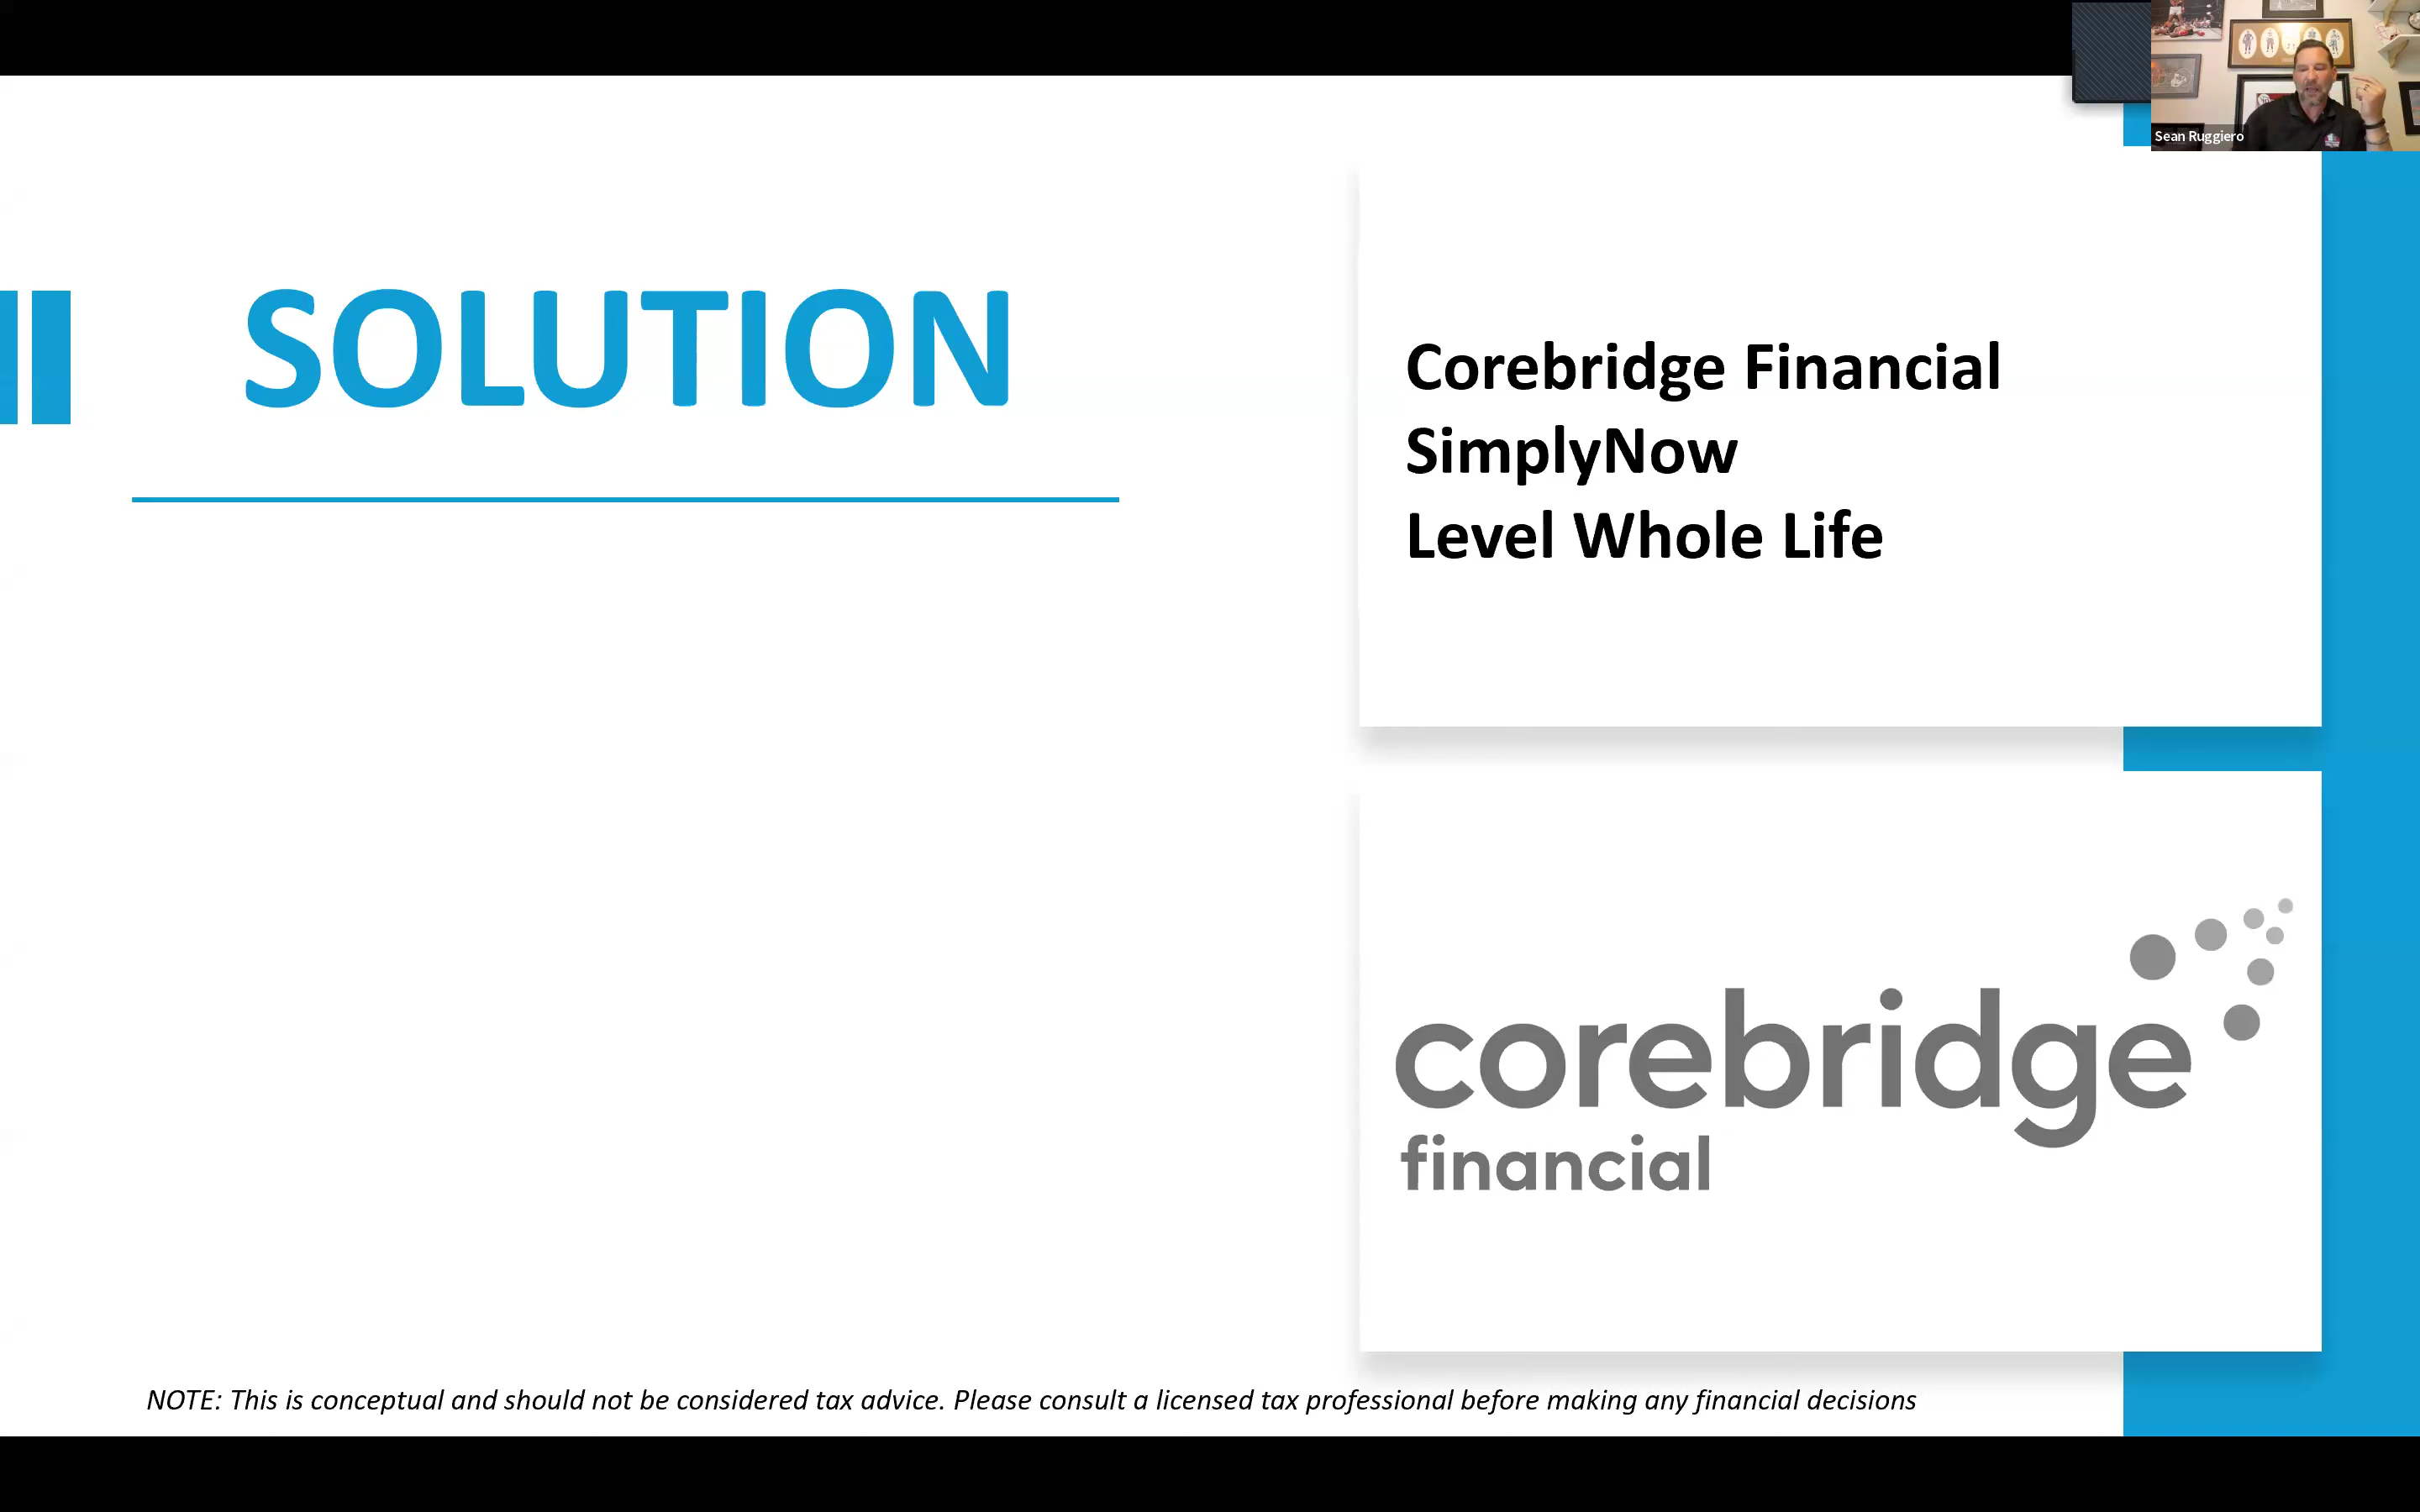 Sean Ruggiero
SOLUTION
Corebridge Financial
SimplyNow
Level Whole Life
corebridge
financial
NOTE: This is conceptual and should not be considered tax advice. Please consult a licensed tax professional before making any financial decisions